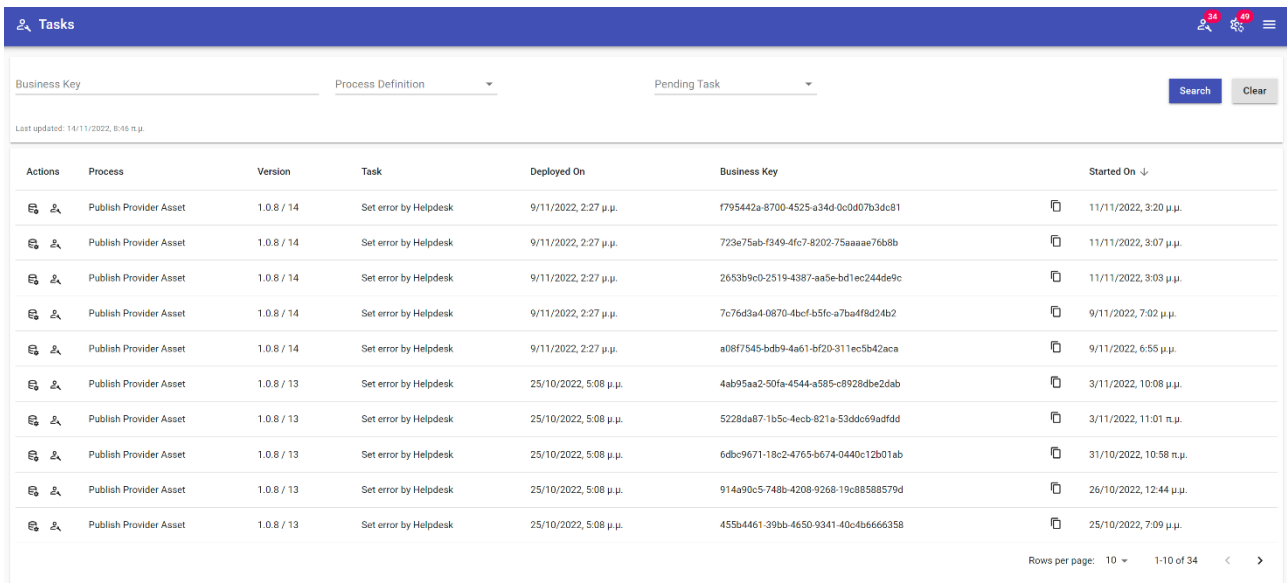 Tasks 34 49
Business Key Process Definition Pending Task Search Clear
Last updated: 14/11/2022, 8:46 π.μ.
Actions Process Version Task Deployed On Business Key Started On
Publish Provider Asset 1.0.8 / 14 Set error by Helpdesk 9/11/2022, 2:27 μ.μ. f795442a-8700-4525-a34d-0c0d07b3dc81 11/11/2022, 3:20 μ.μ.
Publish Provider Asset 1.0.8 / 14 Set error by Helpdesk 9/11/2022, 2:27 μ.μ. 723e75ab-f349-4fc7-8202-75aaaae76b8b 11/11/2022, 3:07 μ.μ.
Publish Provider Asset 1.0.8 / 14 Set error by Helpdesk 9/11/2022, 2:27 μ.μ. 2653b9c0-2519-4387-aa5e-bd1ec244de9c 11/11/2022, 3:03 μ.μ.
Publish Provider Asset 1.0.8 / 14 Set error by Helpdesk 9/11/2022, 2:27 μ.μ. 7c76d3a4-0870-4bcf-b5fc-a7ba4f8d24b2 9/11/2022, 7:02 μ.μ.
Publish Provider Asset 1.0.8 / 14 Set error by Helpdesk 9/11/2022, 2:27 μ.μ. a08f7545-bdb9-4a61-bf20-311ec5b42aca 9/11/2022, 6:55 μ.μ.
Publish Provider Asset 1.0.8 / 13 Set error by Helpdesk 25/10/2022, 5:08 μ.μ. 4ab95aa2-50fa-4544-a585-c8928dbe2dab 3/11/2022, 10:08 μ.μ.
Publish Provider Asset 1.0.8 / 13 Set error by Helpdesk 25/10/2022, 5:08 μ.μ. 5228da87-1b5c-4ecb-821a-53ddc69adfdd 3/11/2022, 11:01 π.μ.
Publish Provider Asset 1.0.8 / 13 Set error by Helpdesk 25/10/2022, 5:08 μ.μ. 6dbc9671-18c2-4765-b674-0440c12b01ab 31/10/2022, 10:58 π.μ.
Publish Provider Asset 1.0.8 / 13 Set error by Helpdesk 25/10/2022, 5:08 μ.μ. 914a90c5-748b-4208-9268-19c88588579d 26/10/2022, 12:44 μ.μ.
Publish Provider Asset 1.0.8 / 13 Set error by Helpdesk 25/10/2022, 5:08 μ.μ. 455b4461-39bb-4650-9341-40c4b6666358 25/10/2022, 7:09 μ.μ.
Rows per page: 10 1-10 of 34